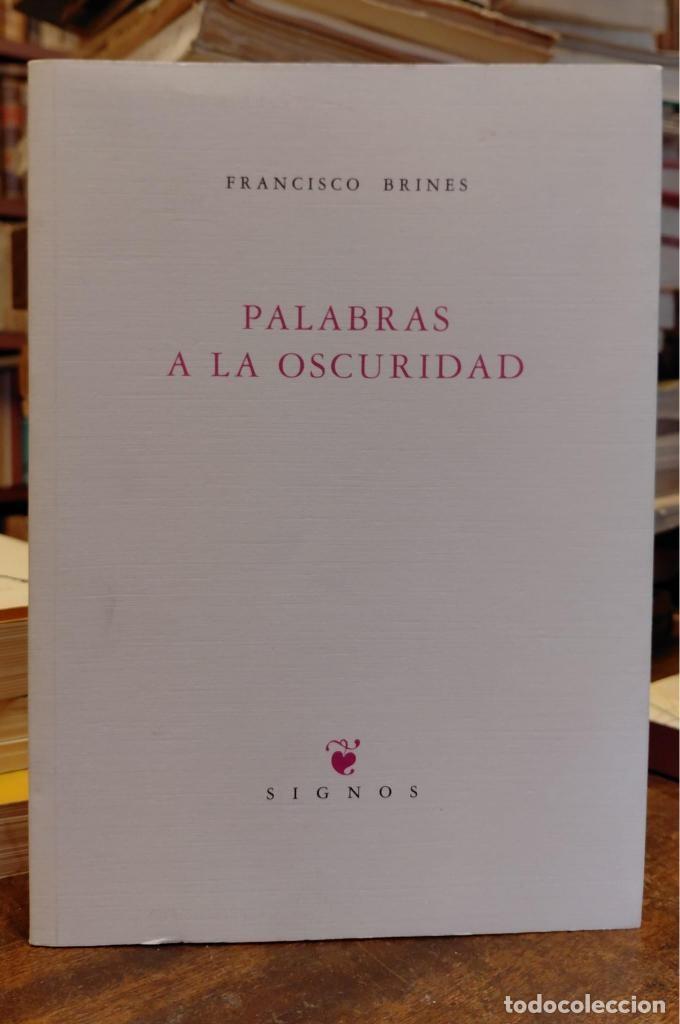 FRANCISCO BRINES
PALABRAS
A LA OSCURIDAD
SIGNOS
todocoleccion